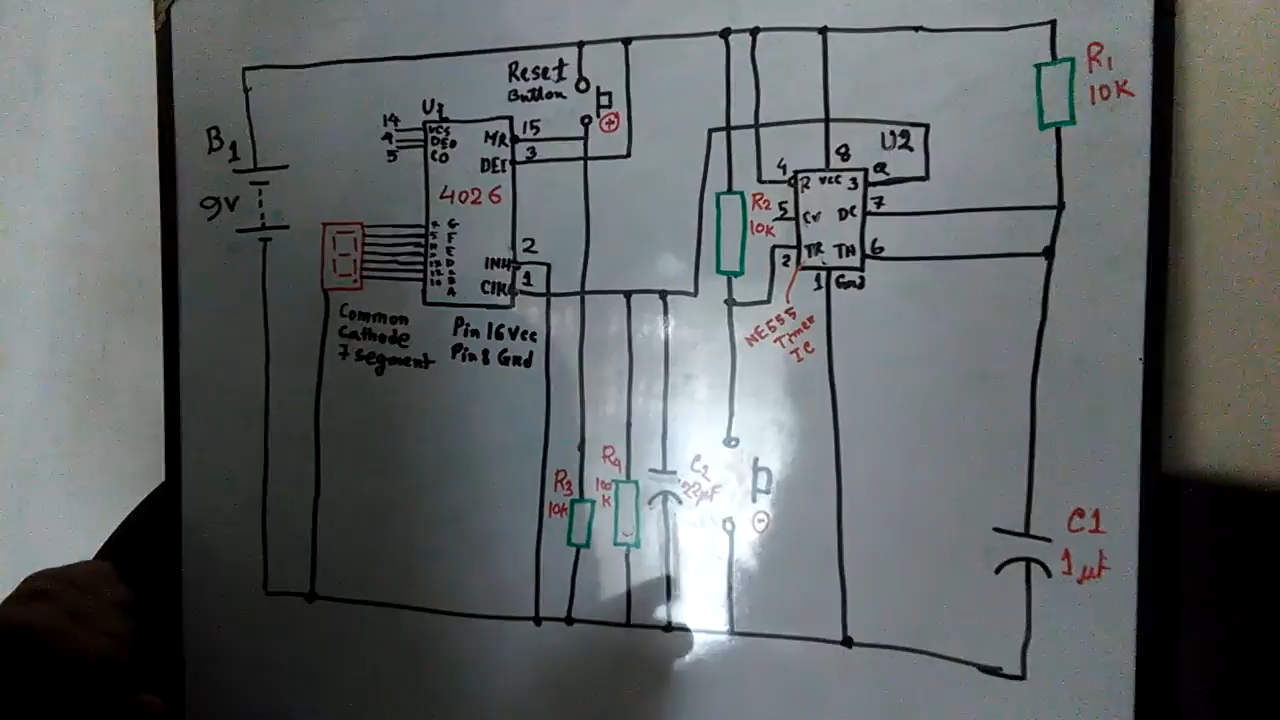 B1
9V
Reset
Button
U1
14
4
5
VCS
DEO
CO
MR
DEI
15
3
4026
G
F
E
D
B
A
INH
ClK
2
1
Common
Cathode
7 segment
Pin 16 Vcc
Pin 8 Gnd
R3
10K
R4
100
K
C2
22µF
R2
10K
U2
4
8
5
2
1
7
6
R
Vcc
3
Q
CV
DC
TR
TH
Gnd
NE555
Timer
IC
R1
10K
C1
1µf